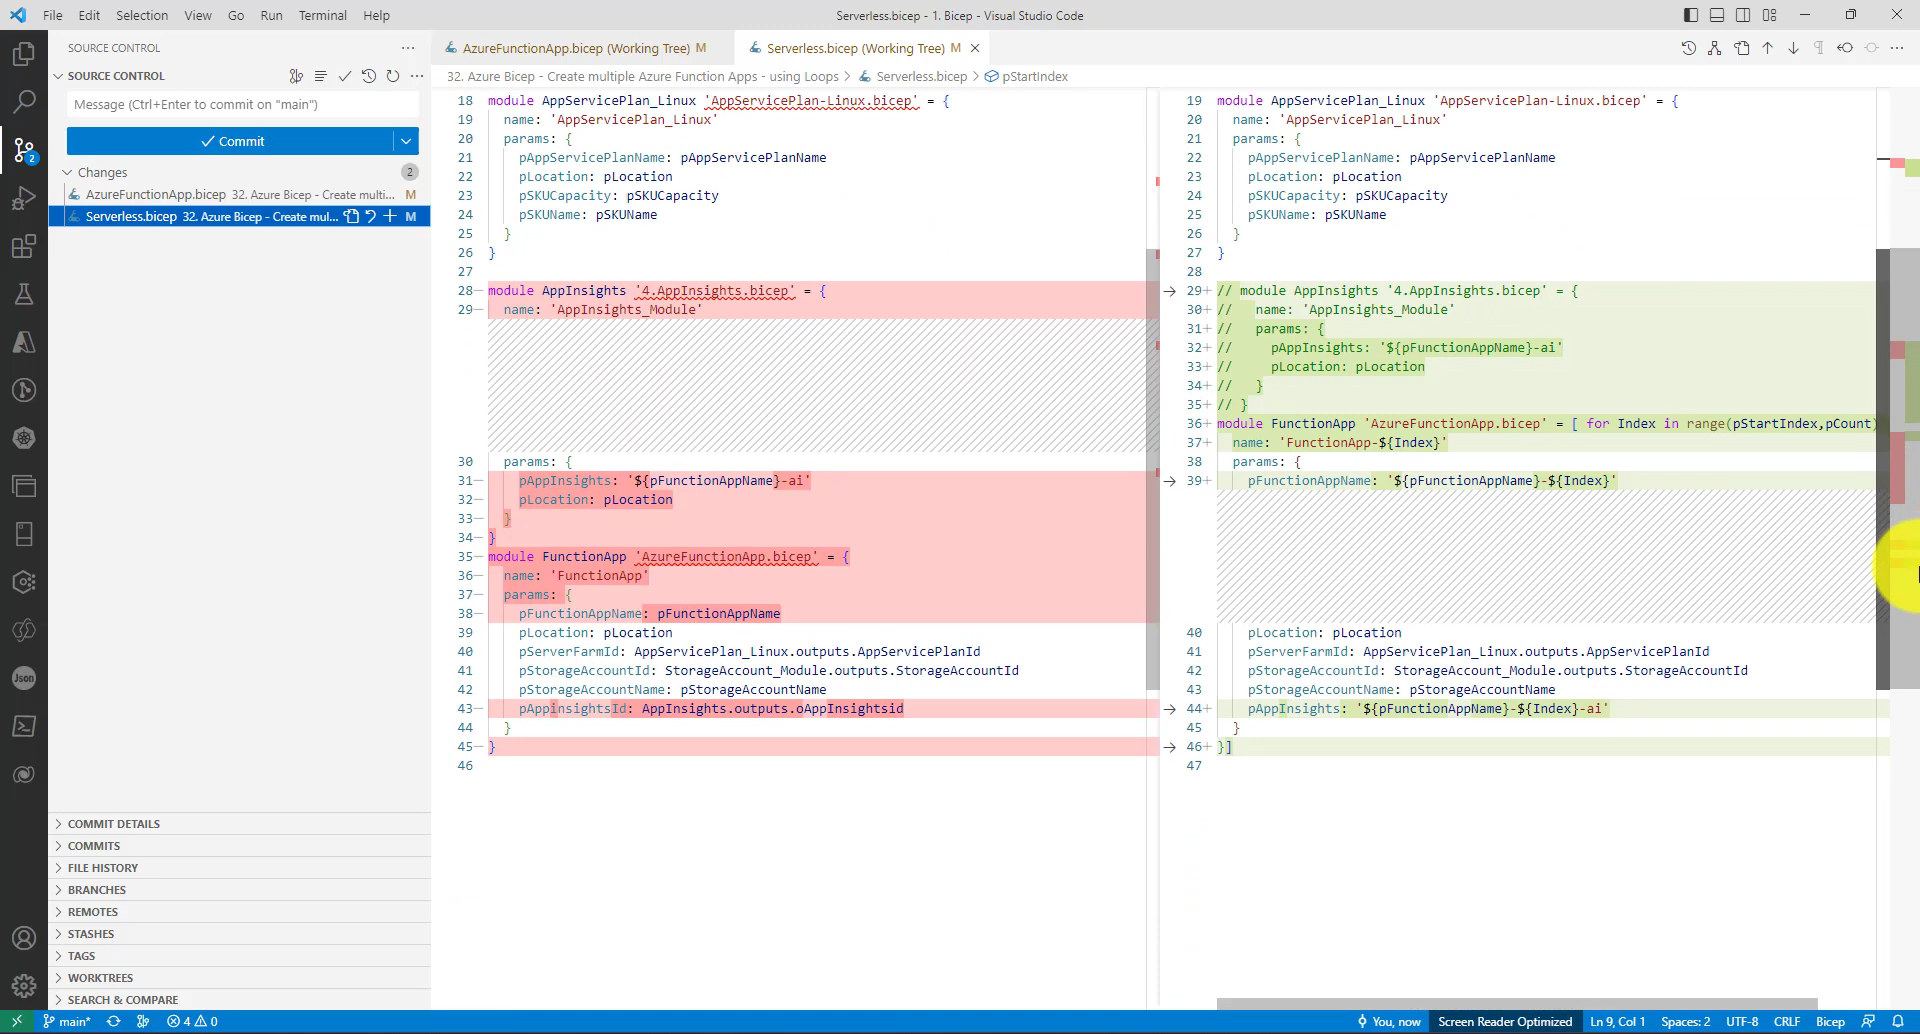 File Edit Selection View Go Run Terminal Help
Serverless.bicep - 1. Bicep - Visual Studio Code
SOURCE CONTROL
SOURCE CONTROL
Message (Ctrl+Enter to commit on "main")
Commit
Changes 2
AzureFunctionApp.bicep 32. Azure Bicep - Create multi... M
Serverless.bicep 32. Azure Bicep - Create mul... M
2
Json
COMMIT DETAILS
COMMITS
FILE HISTORY
BRANCHES
REMOTES
STASHES
TAGS
WORKTREES
SEARCH & COMPARE
AzureFunctionApp.bicep (Working Tree) M
Serverless.bicep (Working Tree) M
32. Azure Bicep - Create multiple Azure Function Apps - using Loops > Serverless.bicep > pStartIndex
18 module AppServicePlan_Linux 'AppServicePlan-Linux.bicep' = {
19 name: 'AppServicePlan_Linux'
20 params: {
21 pAppServicePlanName: pAppServicePlanName
22 pLocation: pLocation
23 pSKUCapacity: pSKUCapacity
24 pSKUName: pSKUName
25 }
26 }
27
28− module AppInsights '4.AppInsights.bicep' = {
29− name: 'AppInsights_Module'
30 params: {
31− pAppInsights: '${pFunctionAppName}-ai'
32− pLocation: pLocation
33− }
34− }
35− module FunctionApp 'AzureFunctionApp.bicep' = {
36− name: 'FunctionApp'
37− params: {
38− pFunctionAppName: pFunctionAppName
39 pLocation: pLocation
40 pServerFarmId: AppServicePlan_Linux.outputs.AppServicePlanId
41 pStorageAccountId: StorageAccount_Module.outputs.StorageAccountId
42 pStorageAccountName: pStorageAccountName
43− pAppinsightsId: AppInsights.outputs.oAppInsightsid
44 }
45− }
46
19 module AppServicePlan_Linux 'AppServicePlan-Linux.bicep' = {
20 name: 'AppServicePlan_Linux'
21 params: {
22 pAppServicePlanName: pAppServicePlanName
23 pLocation: pLocation
24 pSKUCapacity: pSKUCapacity
25 pSKUName: pSKUName
26 }
27 }
28
29+ // module AppInsights '4.AppInsights.bicep' = {
30+ // name: 'AppInsights_Module'
31+ // params: {
32+ // pAppInsights: '${pFunctionAppName}-ai'
33+ // pLocation: pLocation
34+ // }
35+ // }
36+ module FunctionApp 'AzureFunctionApp.bicep' = [ for Index in range(pStartIndex,pCount)
37+ name: 'FunctionApp-${Index}'
38 params: {
39+ pFunctionAppName: '${pFunctionAppName}-${Index}'
40 pLocation: pLocation
41 pServerFarmId: AppServicePlan_Linux.outputs.AppServicePlanId
42 pStorageAccountId: StorageAccount_Module.outputs.StorageAccountId
43 pStorageAccountName: pStorageAccountName
44+ pAppInsights: '${pFunctionAppName}-${Index}-ai'
45 }
46+ }]
47
main* 4 0 You, now Screen Reader Optimized Ln 9, Col 1 Spaces: 2 UTF-8 CRLF Bicep